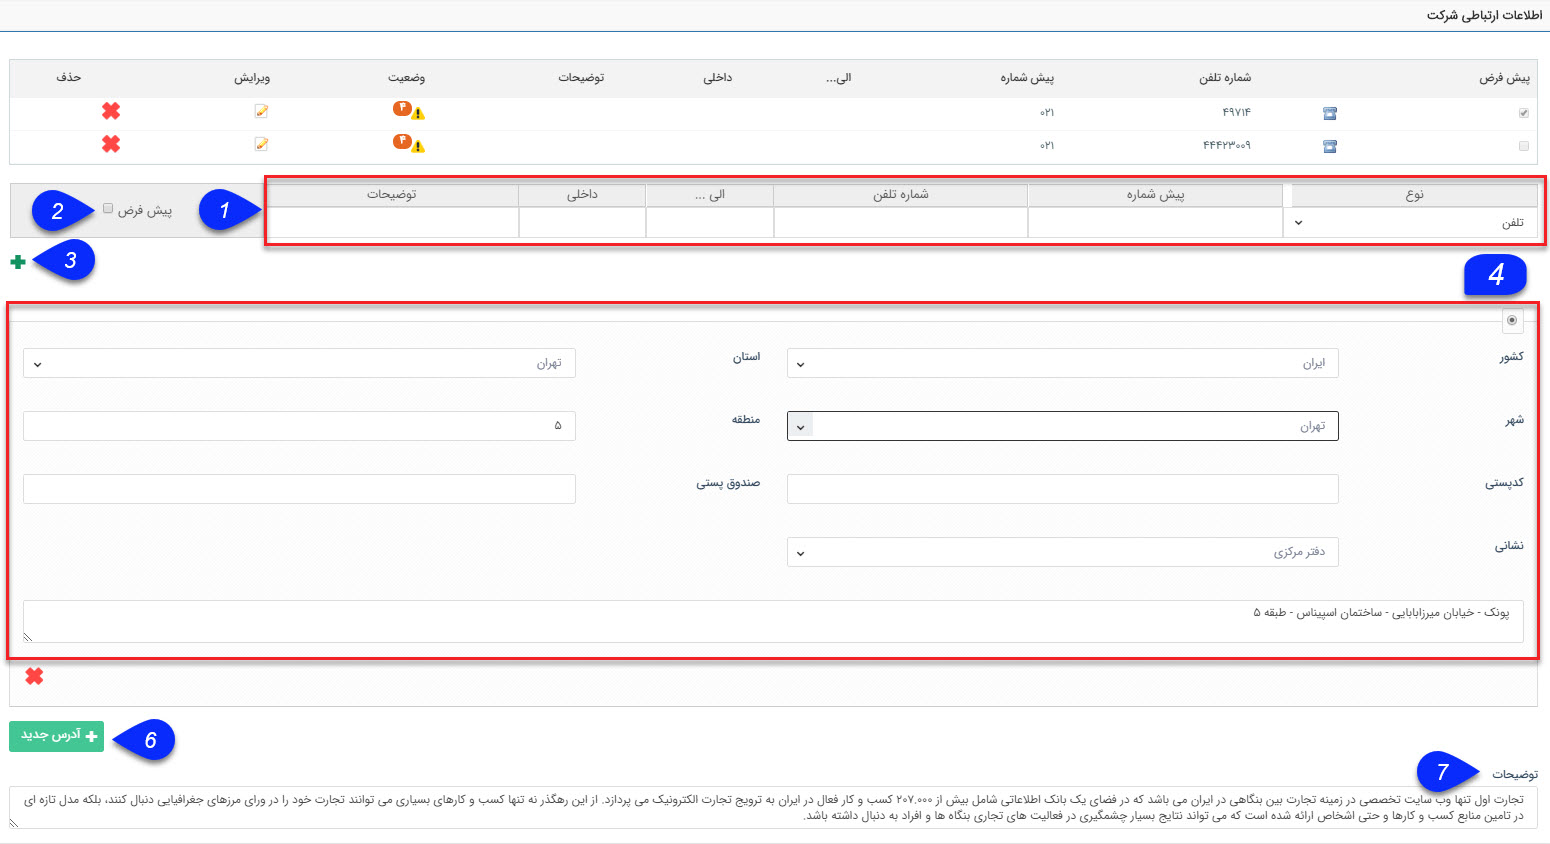 اطلاعات ارتباطی شرکت
پیش فرض شماره تلفن پیش شماره الی... داخلی توضیحات وضعیت ویرایش حذف
۴۹۷۱۴ ۰۲۱ ۴
۴۴۴۲۳۰۰۹ ۰۲۱ ۴
نوع پیش شماره شماره تلفن الی ... داخلی توضیحات
تلفن
1 پیش فرض 2
3
4
کشور ایران استان تهران
شهر تهران منطقه ۵
کدپستی صندوق پستی
نشانی دفتر مرکزی
پونک - خیابان میرزابابایی - ساختمان اسپیناس - طبقه ۵
6 آدرس جدید
توضیحات 7
تجارت اول تنها وب سایت تخصصی در زمینه تجارت بین بنگاهی در ایران می باشد که در فضای یک بانک اطلاعاتی شامل بیش از ۲۰۷.۰۰۰ کسب و کار فعال در ایران به ترویج تجارت الکترونیک می پردازد. از این رهگذر نه تنها کسب و کارهای بسیاری می توانند تجارت خود را در ورای مرزهای جغرافیایی دنبال کنند، بلکه مدل تازه ای
در تامین منابع کسب و کارها و حتی اشخاص ارائه شده است که می تواند نتایج بسیار چشمگیری در فعالیت های تجاری بنگاه ها و افراد به دنبال داشته باشد.